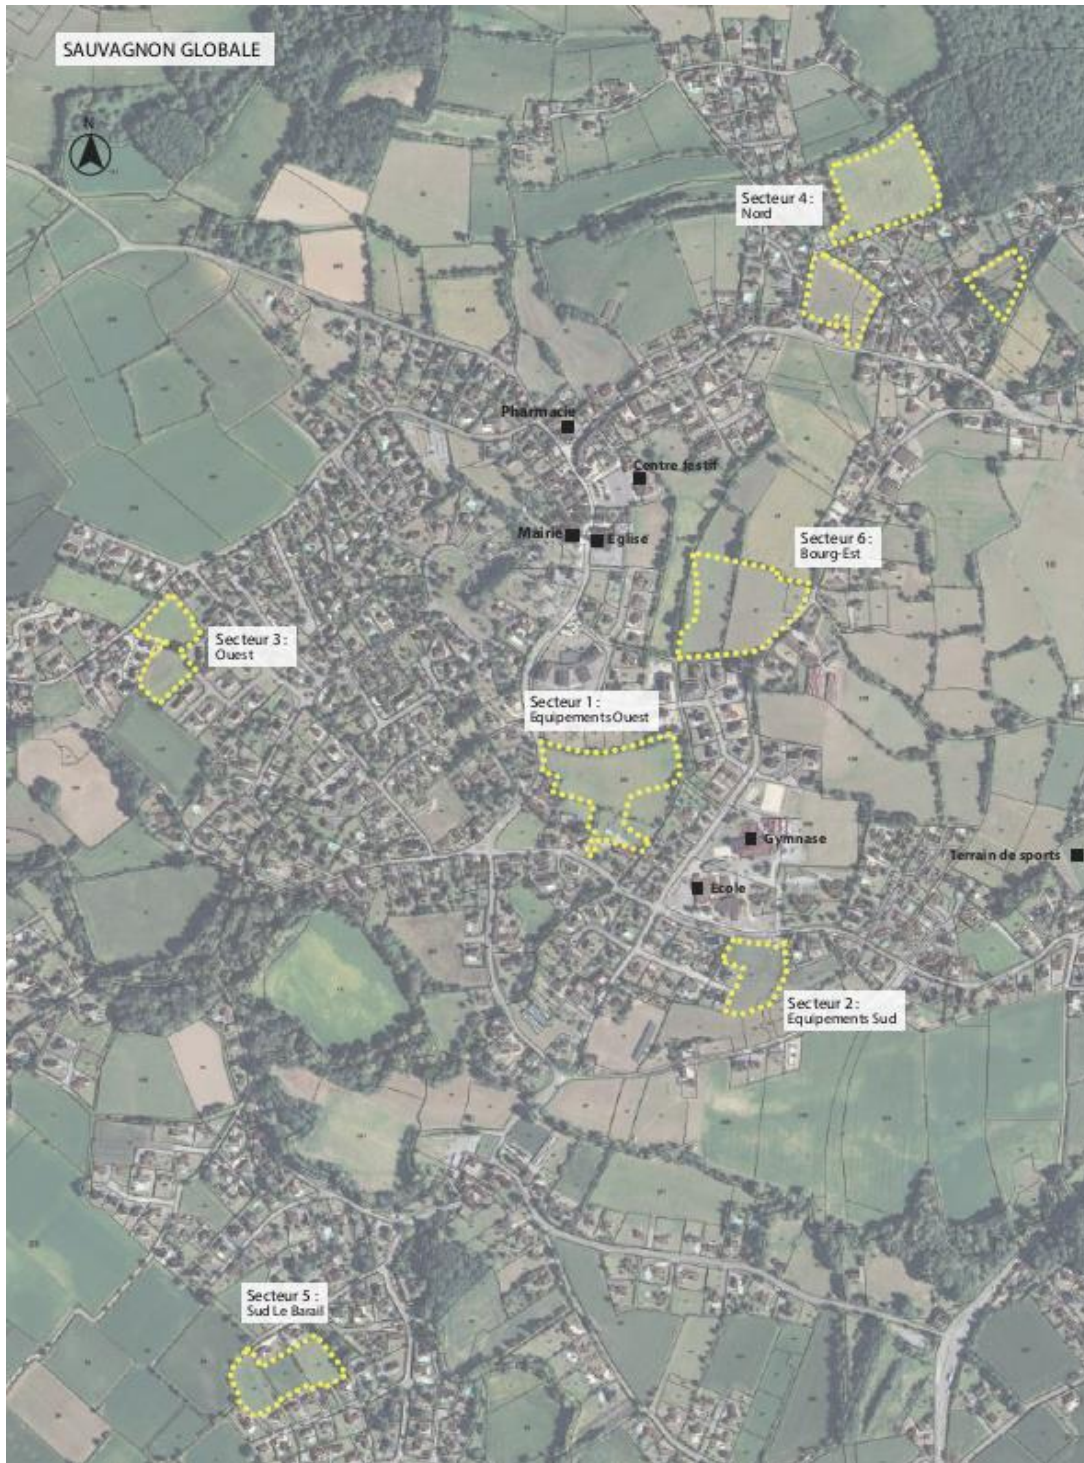 SAUVAGNON GLOBALE
N
Secteur 4 :
Nord
Pharmacie
Centre festif
Mairie
Eglise
Secteur 6 :
Bourg-Est
Secteur 3 :
Ouest
Secteur 1 :
Equipements Ouest
Gymnase
Terrain de sports
Ecole
Secteur 2 :
Equipements Sud
Secteur 5 :
Sud Le Barail